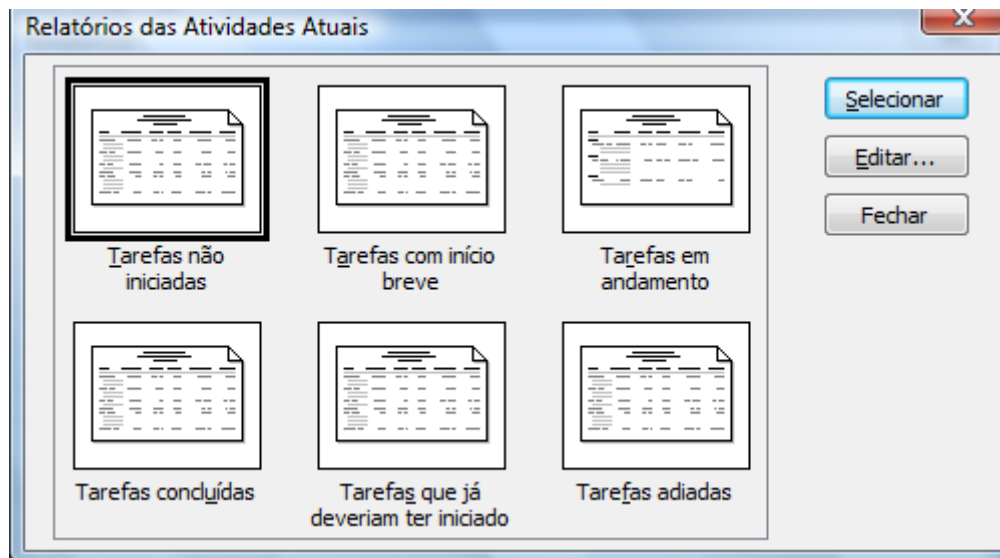 Relatórios das Atividades Atuais
X
Selecionar
Editar...
Fechar
Tarefas não
iniciadas
Tarefas com início
breve
Tarefas em
andamento
Tarefas concluídas
Tarefas que já
deveriam ter iniciado
Tarefas adiadas